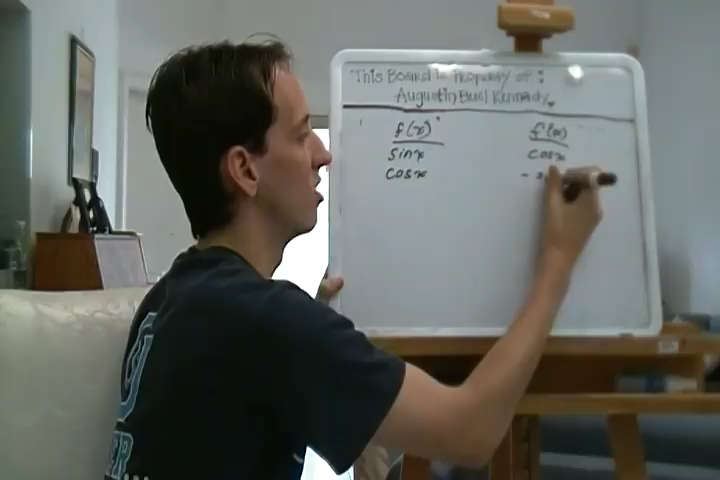 This Board is Property of:
Augustin Buel Kennedy.
f(x) f'(x)
sinx cosx
cosx -